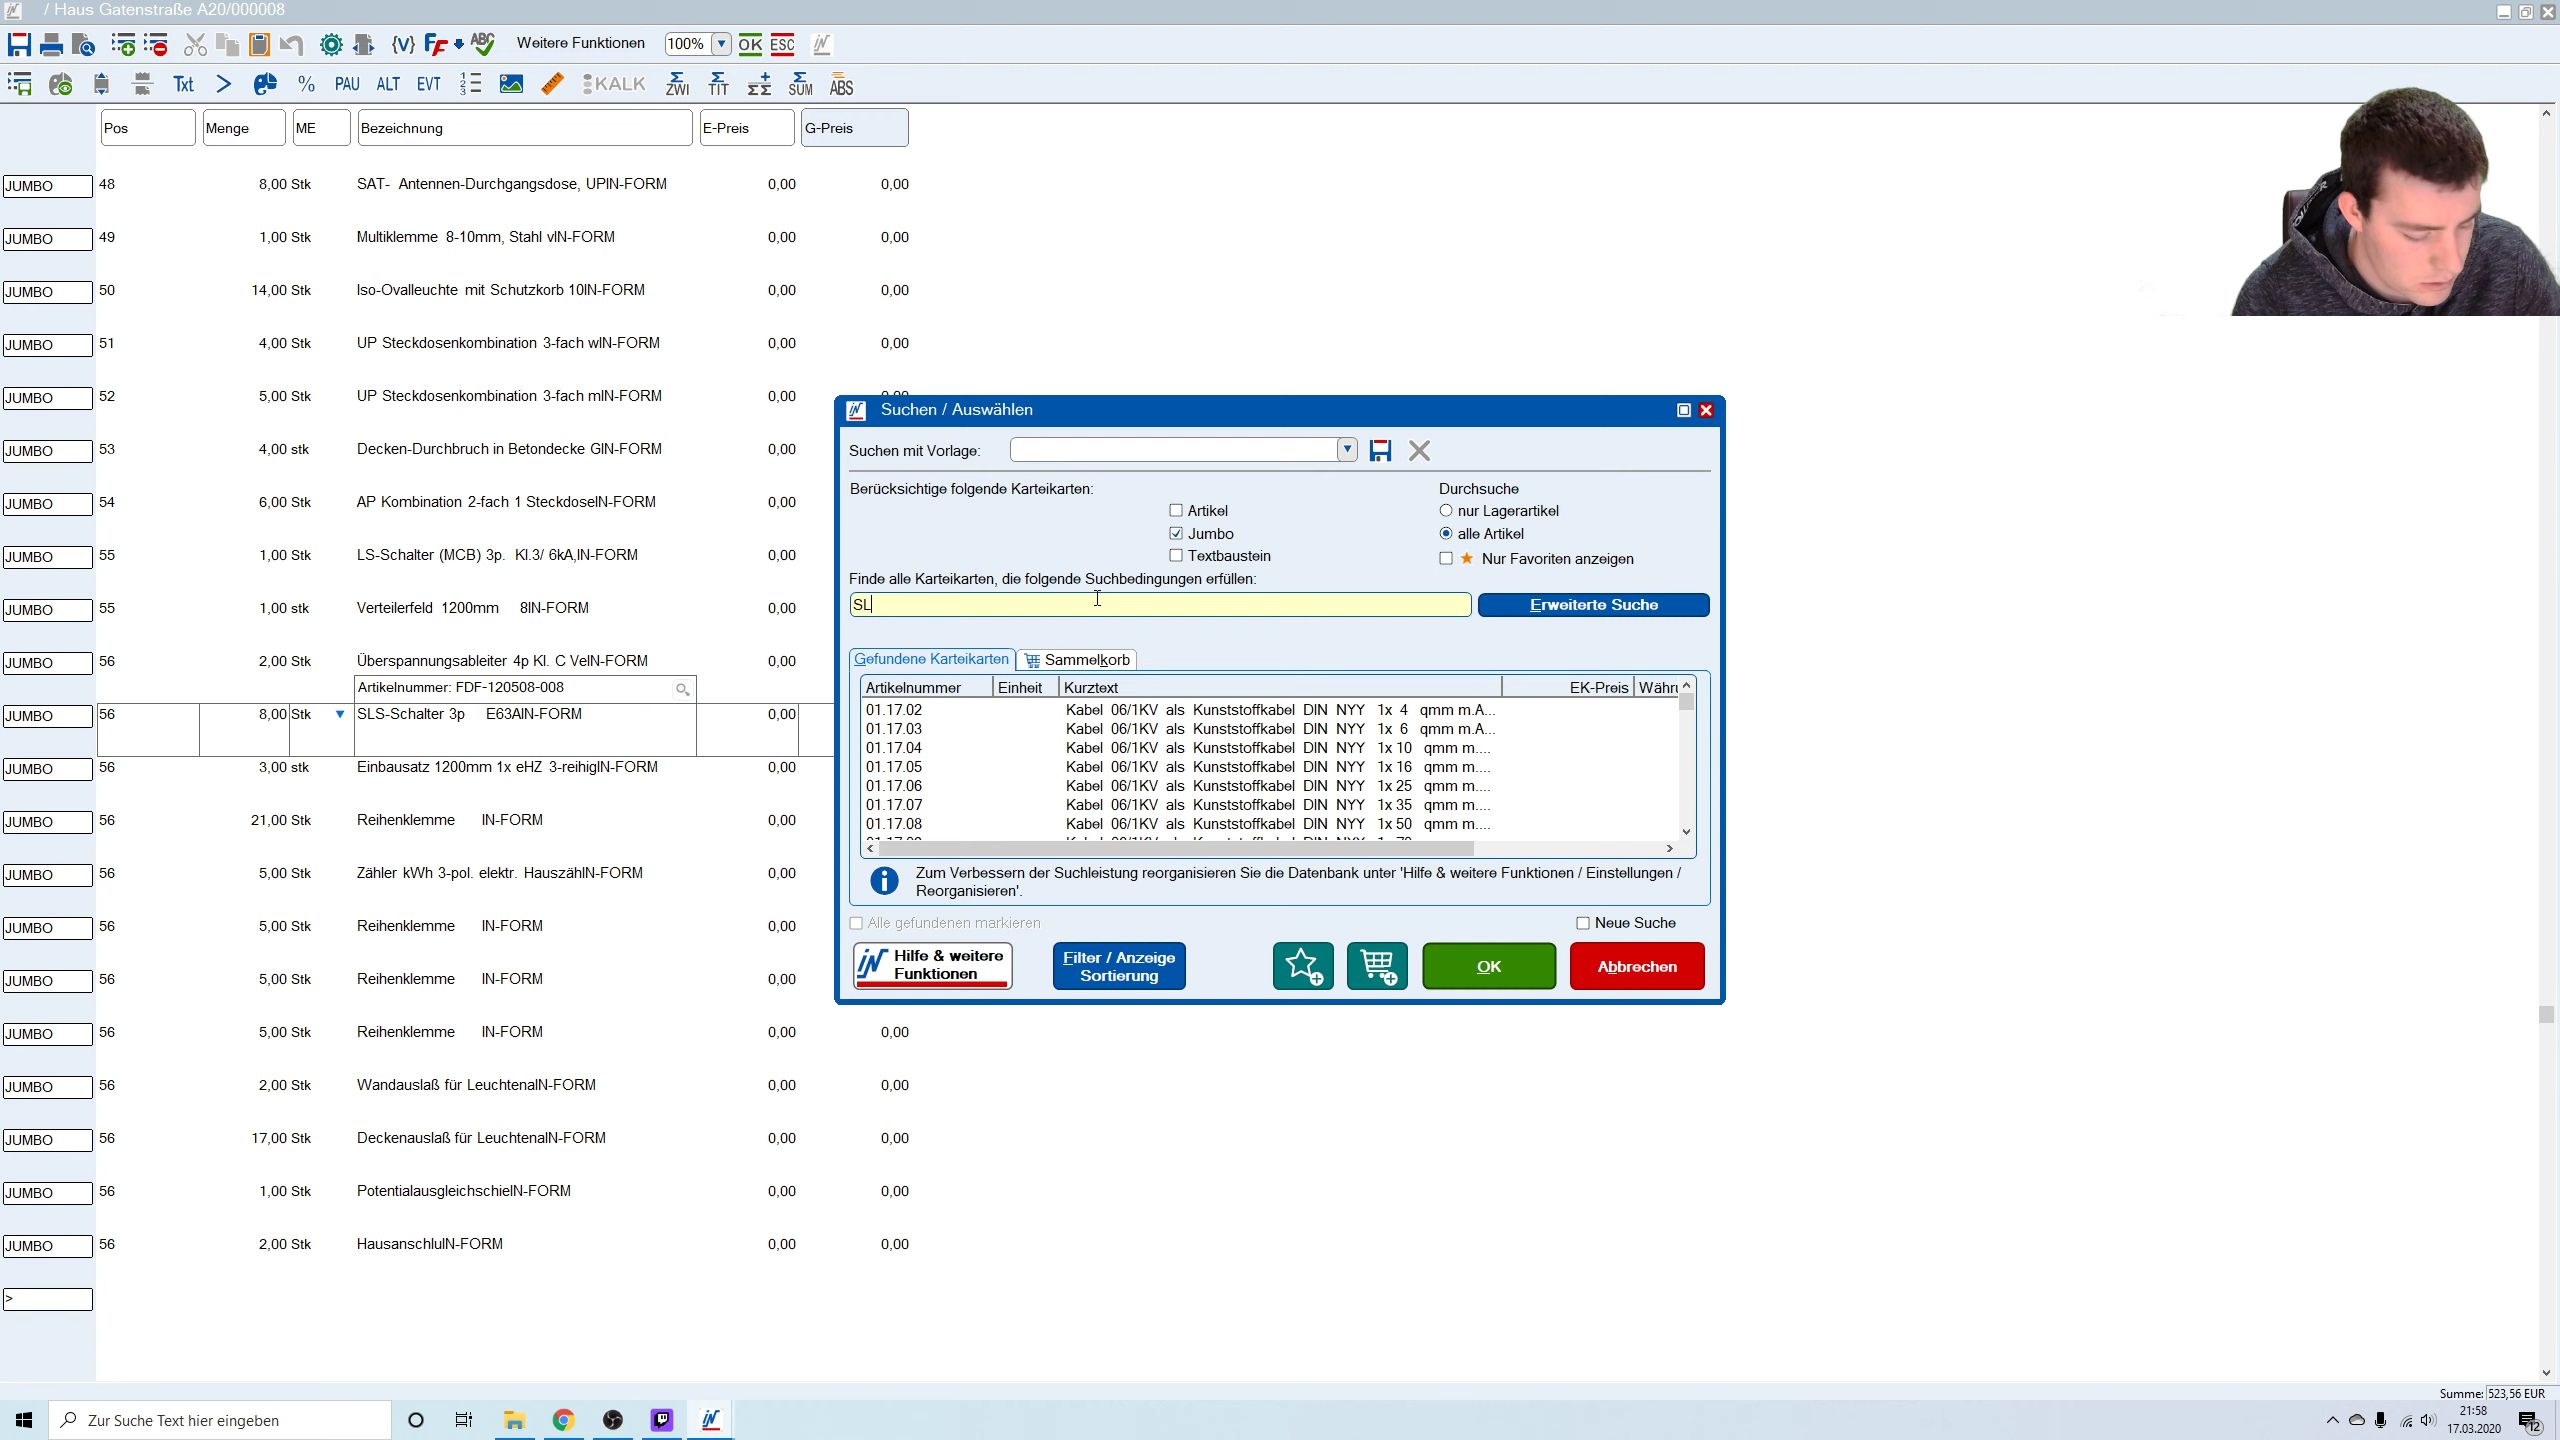 / Haus Gatenstraße A20/000008
Weitere Funktionen 100% OK ESC
Txt % PAU ALT EVT KALK ZWI TIT SUM ABS
Pos Menge ME Bezeichnung E-Preis G-Preis
JUMBO 48 8,00 Stk SAT- Antennen-Durchgangsdose, UPIN-FORM 0,00 0,00
JUMBO 49 1,00 Stk Multiklemme 8-10mm, Stahl vIN-FORM 0,00 0,00
JUMBO 50 14,00 Stk Iso-Ovalleuchte mit Schutzkorb 10IN-FORM 0,00 0,00
JUMBO 51 4,00 Stk UP Steckdosenkombination 3-fach wIN-FORM 0,00 0,00
JUMBO 52 5,00 Stk UP Steckdosenkombination 3-fach mIN-FORM 0,00
JUMBO 53 4,00 stk Decken-Durchbruch in Betondecke GIN-FORM 0,00
JUMBO 54 6,00 Stk AP Kombination 2-fach 1 SteckdoseIN-FORM 0,00
JUMBO 55 1,00 Stk LS-Schalter (MCB) 3p. Kl.3/ 6kA,IN-FORM 0,00
JUMBO 55 1,00 stk Verteilerfeld 1200mm 8IN-FORM 0,00
JUMBO 56 2,00 Stk Überspannungsableiter 4p Kl. C VeIN-FORM 0,00
Artikelnummer: FDF-120508-008
JUMBO 56 8,00 Stk SLS-Schalter 3p E63AIN-FORM 0,00
JUMBO 56 3,00 stk Einbausatz 1200mm 1x eHZ 3-reihigIN-FORM 0,00
JUMBO 56 21,00 Stk Reihenklemme IN-FORM 0,00
JUMBO 56 5,00 Stk Zähler kWh 3-pol. elektr. HauszählN-FORM 0,00
JUMBO 56 5,00 Stk Reihenklemme IN-FORM 0,00
JUMBO 56 5,00 Stk Reihenklemme IN-FORM 0,00
JUMBO 56 5,00 Stk Reihenklemme IN-FORM 0,00 0,00
JUMBO 56 2,00 Stk Wandauslaß für LeuchtenaIN-FORM 0,00 0,00
JUMBO 56 17,00 Stk Deckenauslaß für LeuchtenaIN-FORM 0,00 0,00
JUMBO 56 1,00 Stk PotentialausgleichschieIN-FORM 0,00 0,00
JUMBO 56 2,00 Stk HausanschluIN-FORM 0,00 0,00
>
Suchen / Auswählen
Suchen mit Vorlage:
Berücksichtige folgende Karteikarten:
Artikel
Jumbo
Textbaustein
Durchsuche
nur Lagerartikel
alle Artikel
Nur Favoriten anzeigen
Finde alle Karteikarten, die folgende Suchbedingungen erfüllen:
SL Erweiterte Suche
Gefundene Karteikarten Sammelkorb
Artikelnummer Einheit Kurztext EK-Preis Währu
01.17.02 Kabel 06/1KV als Kunststoffkabel DIN NYY 1x 4 qmm m.A...
01.17.03 Kabel 06/1KV als Kunststoffkabel DIN NYY 1x 6 qmm m.A...
01.17.04 Kabel 06/1KV als Kunststoffkabel DIN NYY 1x 10 qmm m....
01.17.05 Kabel 06/1KV als Kunststoffkabel DIN NYY 1x 16 qmm m....
01.17.06 Kabel 06/1KV als Kunststoffkabel DIN NYY 1x 25 qmm m....
01.17.07 Kabel 06/1KV als Kunststoffkabel DIN NYY 1x 35 qmm m....
01.17.08 Kabel 06/1KV als Kunststoffkabel DIN NYY 1x 50 qmm m....
Zum Verbessern der Suchleistung reorganisieren Sie die Datenbank unter 'Hilfe & weitere Funktionen / Einstellungen /
Reorganisieren'.
Alle gefundenen markieren Neue Suche
Hilfe & weitere
Funktionen
Filter / Anzeige
Sortierung
OK
Abbrechen
Summe: 523,56 EUR
Zur Suche Text hier eingeben
21:58
17.03.2020
12